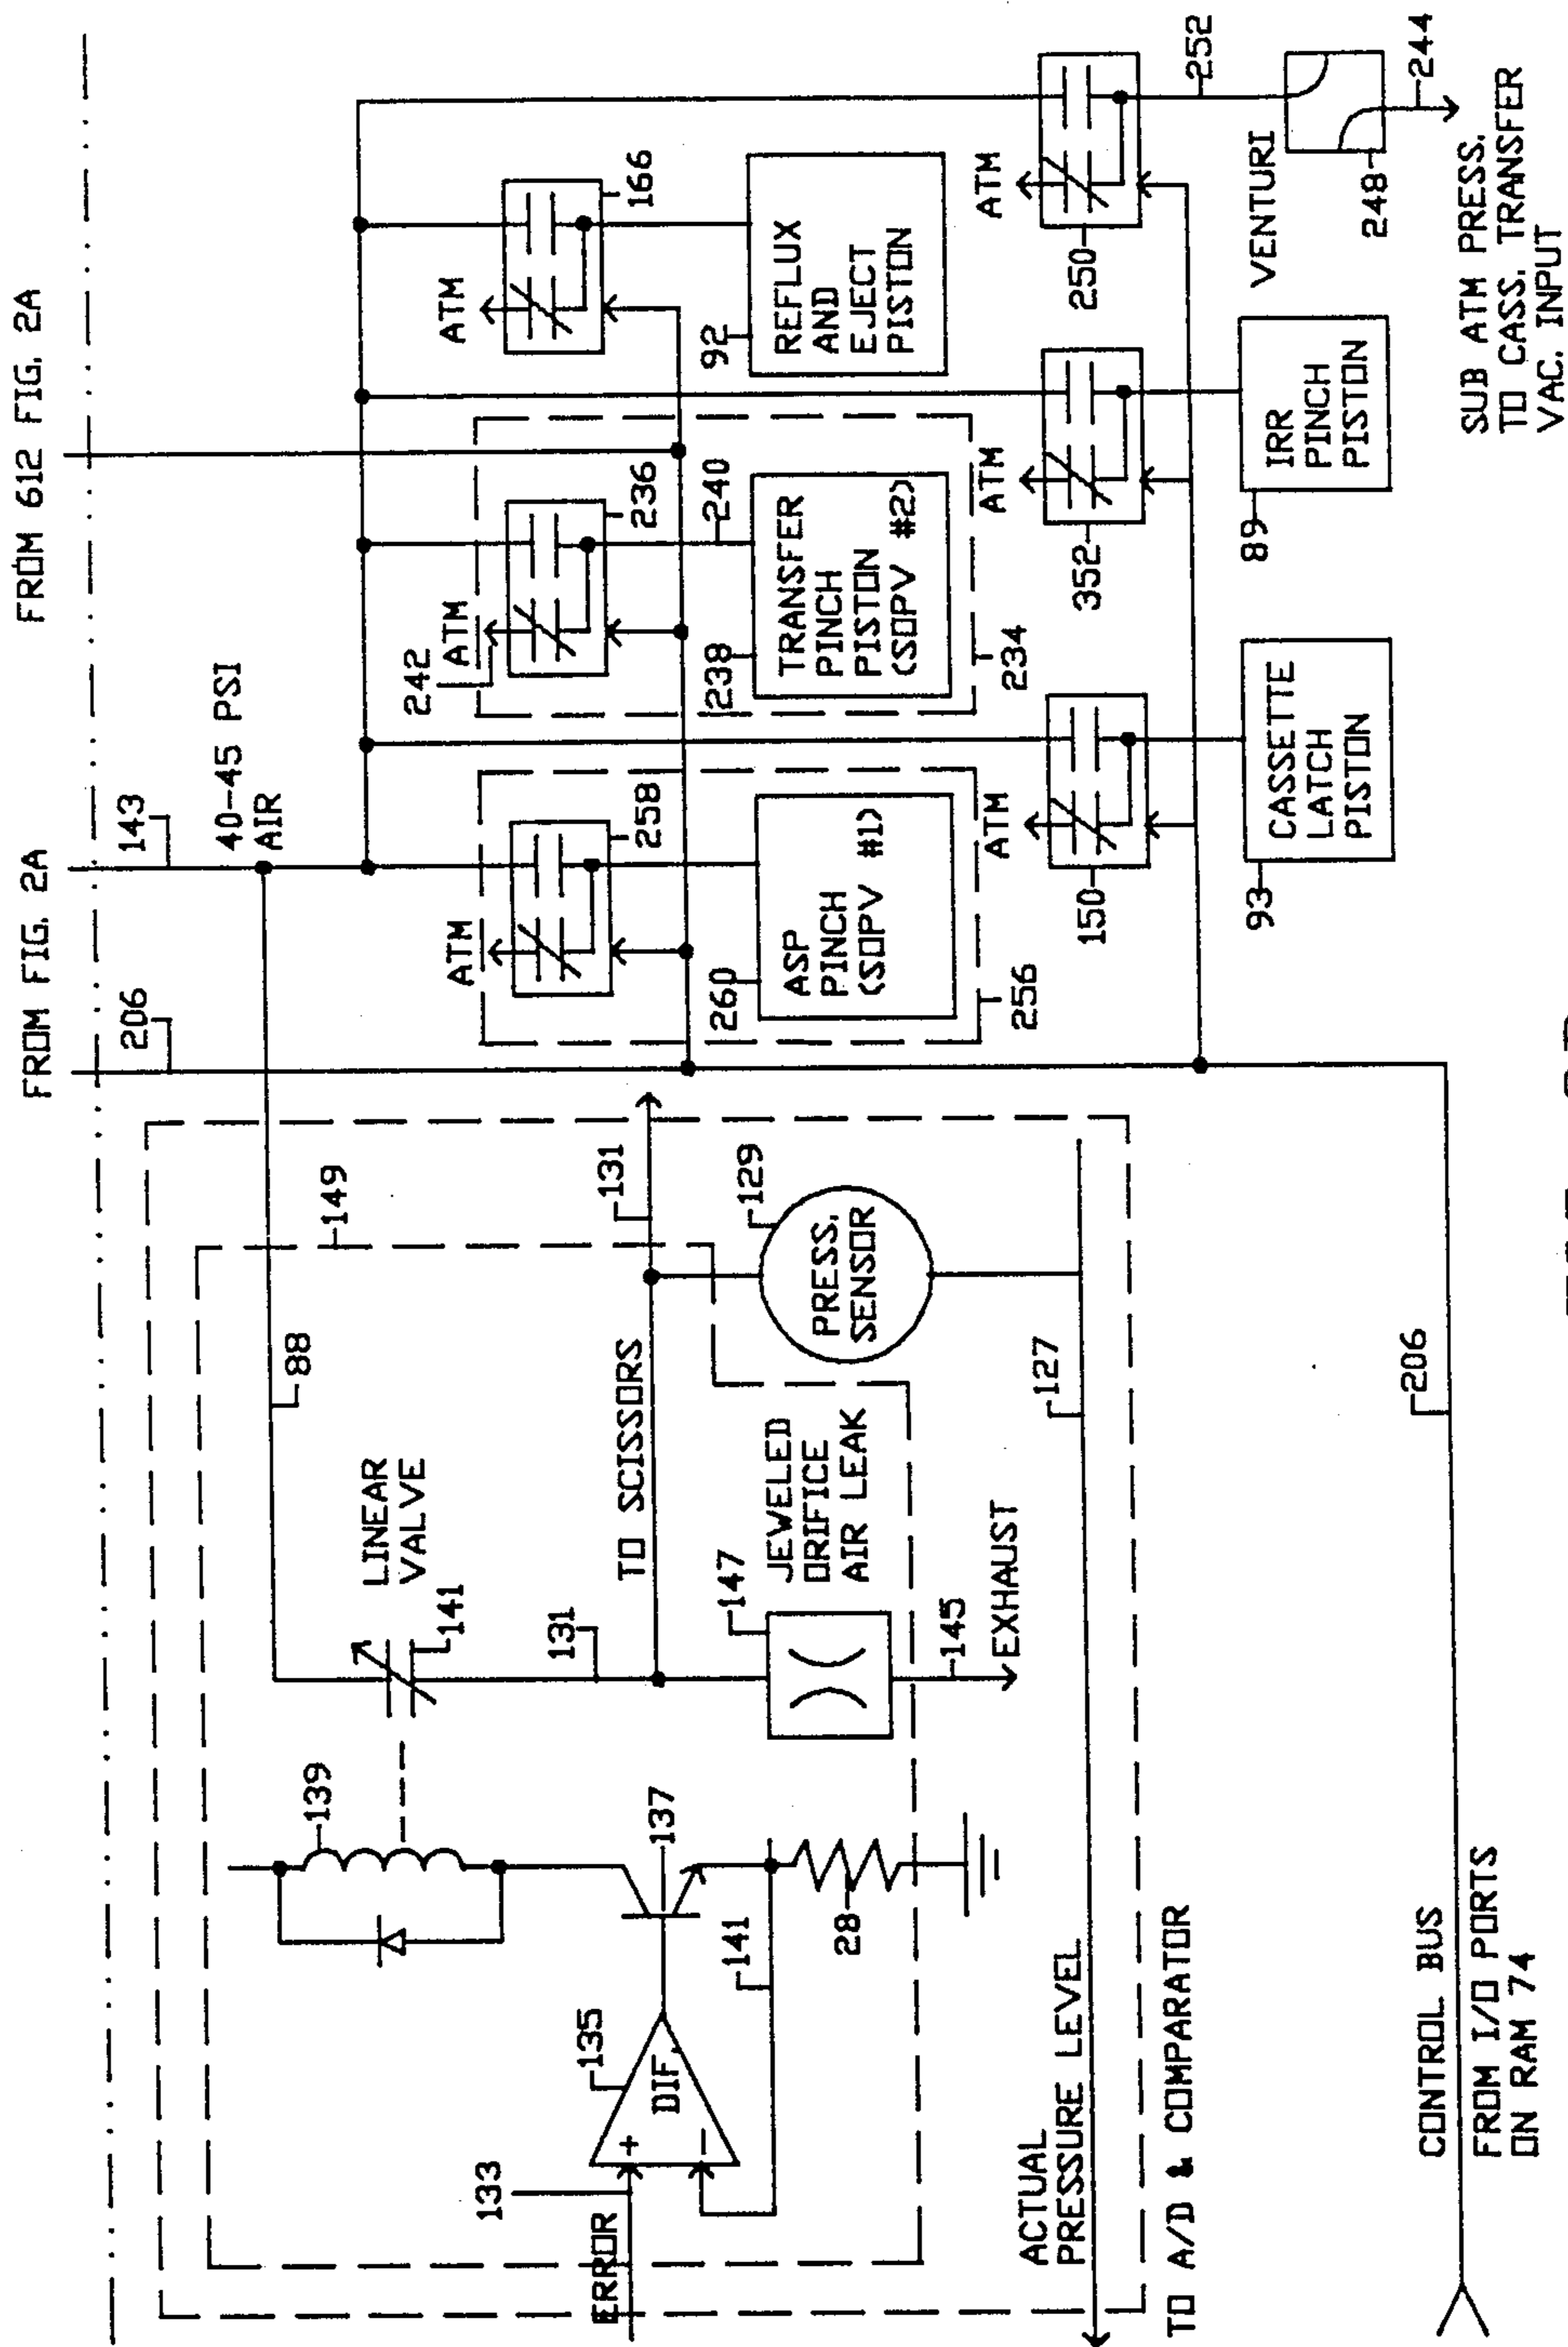 FROM FIG. 2A
FROM 612 FIG. 2A
206
143
40-45 PSI
AIR
149
88
139
LINEAR
VALVE
141
131
TO SCISSORS
131
133
ERROR
135
DIF.
+
-
137
141
28
147
JEWELED
ORIFICE
AIR LEAK
145
EXHAUST
129
PRESS.
SENSOR
127
ACTUAL
PRESSURE LEVEL
TO A/D & COMPARATOR
206
CONTROL BUS
FROM I/O PORTS
ON RAM 74
ATM
258
260
ASP
PINCH
(SOPV #1)
256
242
ATM
236
240
238
TRANSFER
PINCH
PISTON
(SOPV #2)
234
ATM
166
92
REFLUX
AND
EJECT
PISTON
ATM
150
93
CASSETTE
LATCH
PISTON
ATM
352
89
IRR
PINCH
PISTON
ATM
250
252
VENTURI
248
244
SUB ATM PRESS.
TO CASS. TRANSFER
VAC. INPUT